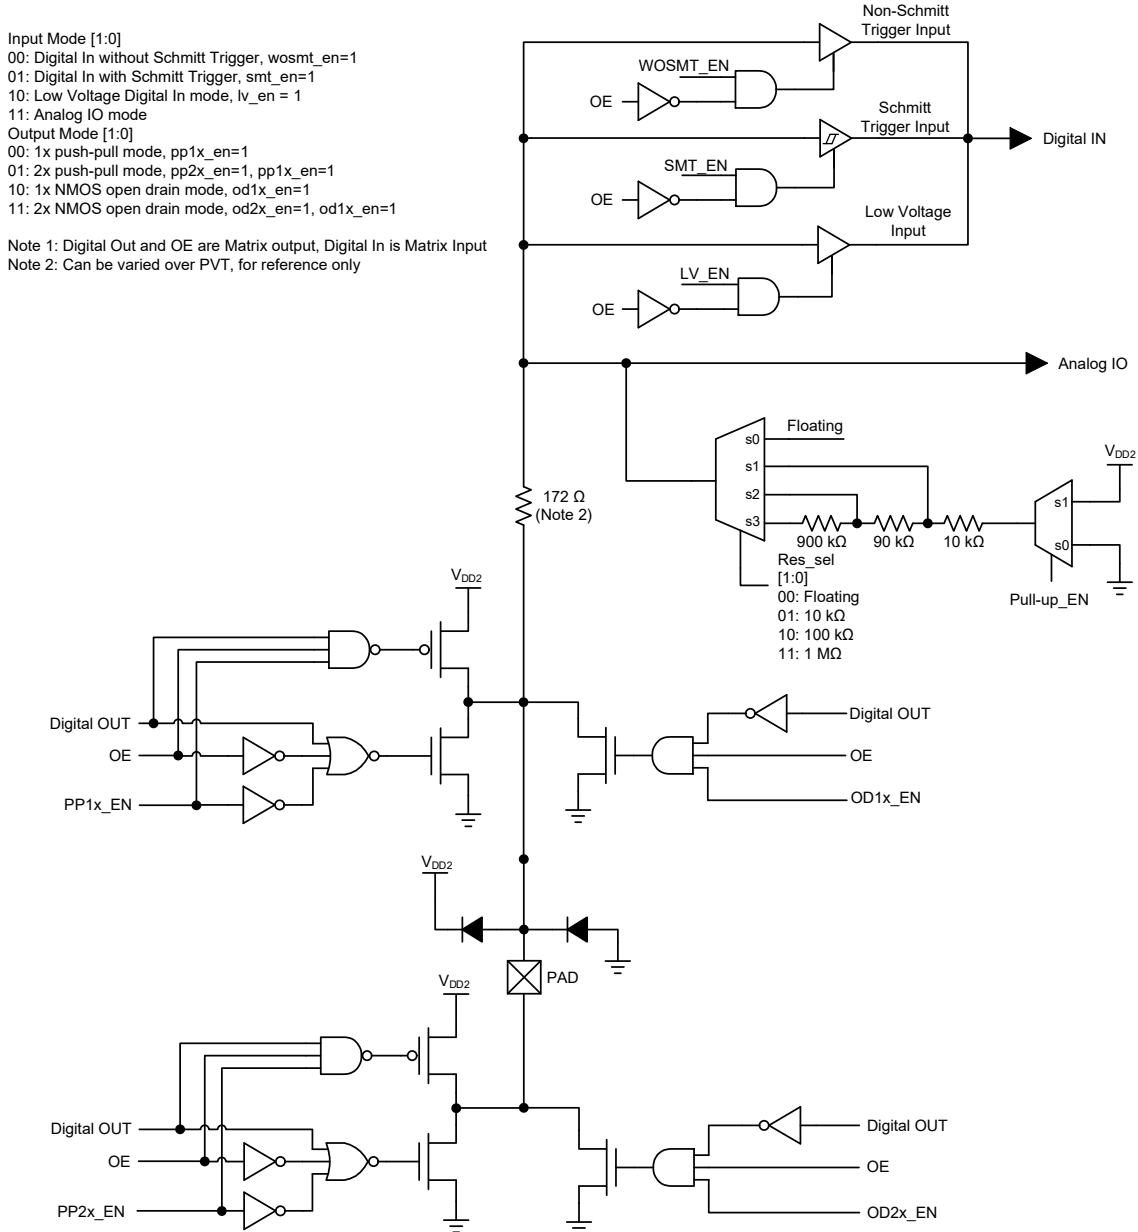 Input Mode [1:0]
00: Digital In without Schmitt Trigger, wosmt_en=1
01: Digital In with Schmitt Trigger, smt_en=1
10: Low Voltage Digital In mode, lv_en = 1
11: Analog IO mode
Output Mode [1:0]
00: 1x push-pull mode, pp1x_en=1
01: 2x push-pull mode, pp2x_en=1, pp1x_en=1
10: 1x NMOS open drain mode, od1x_en=1
11: 2x NMOS open drain mode, od2x_en=1, od1x_en=1
Note 1: Digital Out and OE are Matrix output, Digital In is Matrix Input
Note 2: Can be varied over PVT, for reference only
Non-Schmitt
Trigger Input
WOSMT_EN
OE
Schmitt
Trigger Input
Digital IN
SMT_EN
OE
Low Voltage
Input
LV_EN
OE
Analog IO
Floating
s0
s1
s2
s3
900 kΩ
90 kΩ
10 kΩ
VDD2
s1
s0
Pull-up_EN
Res_sel
[1:0]
00: Floating
01: 10 kΩ
10: 100 kΩ
11: 1 MΩ
172 Ω
(Note 2)
VDD2
Digital OUT
OE
PP1x_EN
Digital OUT
OE
OD1x_EN
VDD2
PAD
VDD2
Digital OUT
OE
PP2x_EN
Digital OUT
OE
OD2x_EN